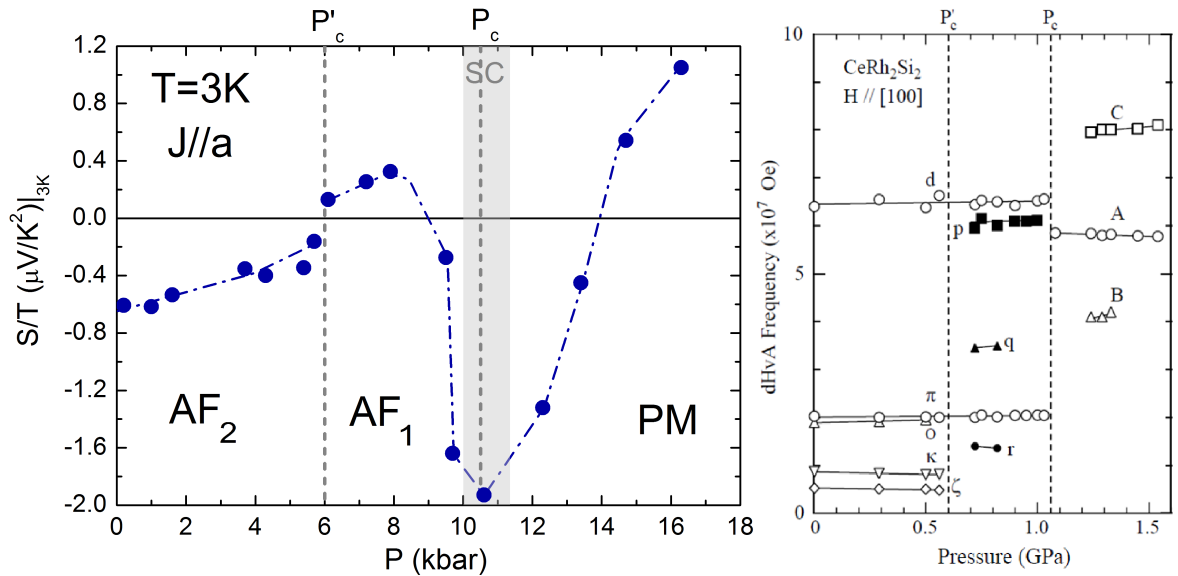 P'c Pc
1.2
0.8
0.4
0.0
-0.4
-0.8
-1.2
-1.6
-2.0
S/T (μV/K²)|3K
T=3K
J//a
SC
AF₂
AF₁
PM
0 2 4 6 8 10 12 14 16 18
P (kbar)
P'c Pc
10
5
0
dHvA Frequency (x10⁷ Oe)
CeRh₂Si₂
H // [100]
C
d
p
A
B
q
π
o
r
κ
ζ
0 0.5 1.0 1.5
Pressure (GPa)